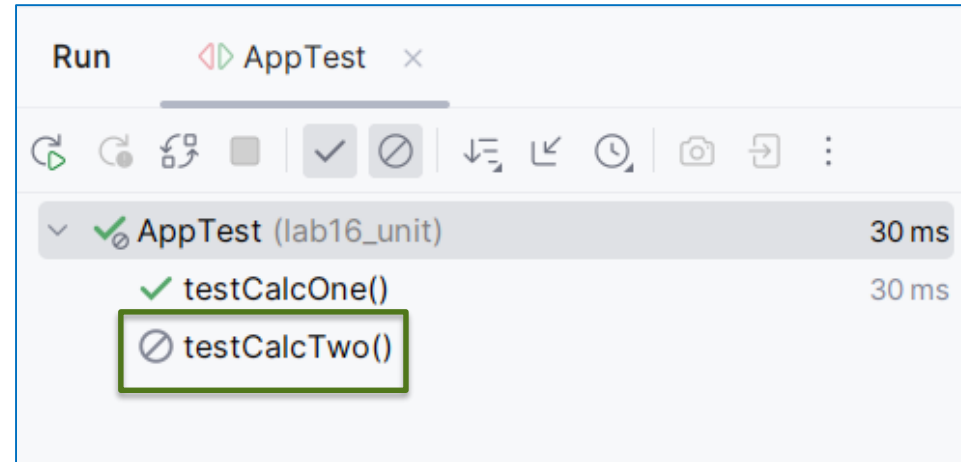 Run AppTest
AppTest (lab16_unit) 30 ms
testCalcOne() 30 ms
testCalcTwo()